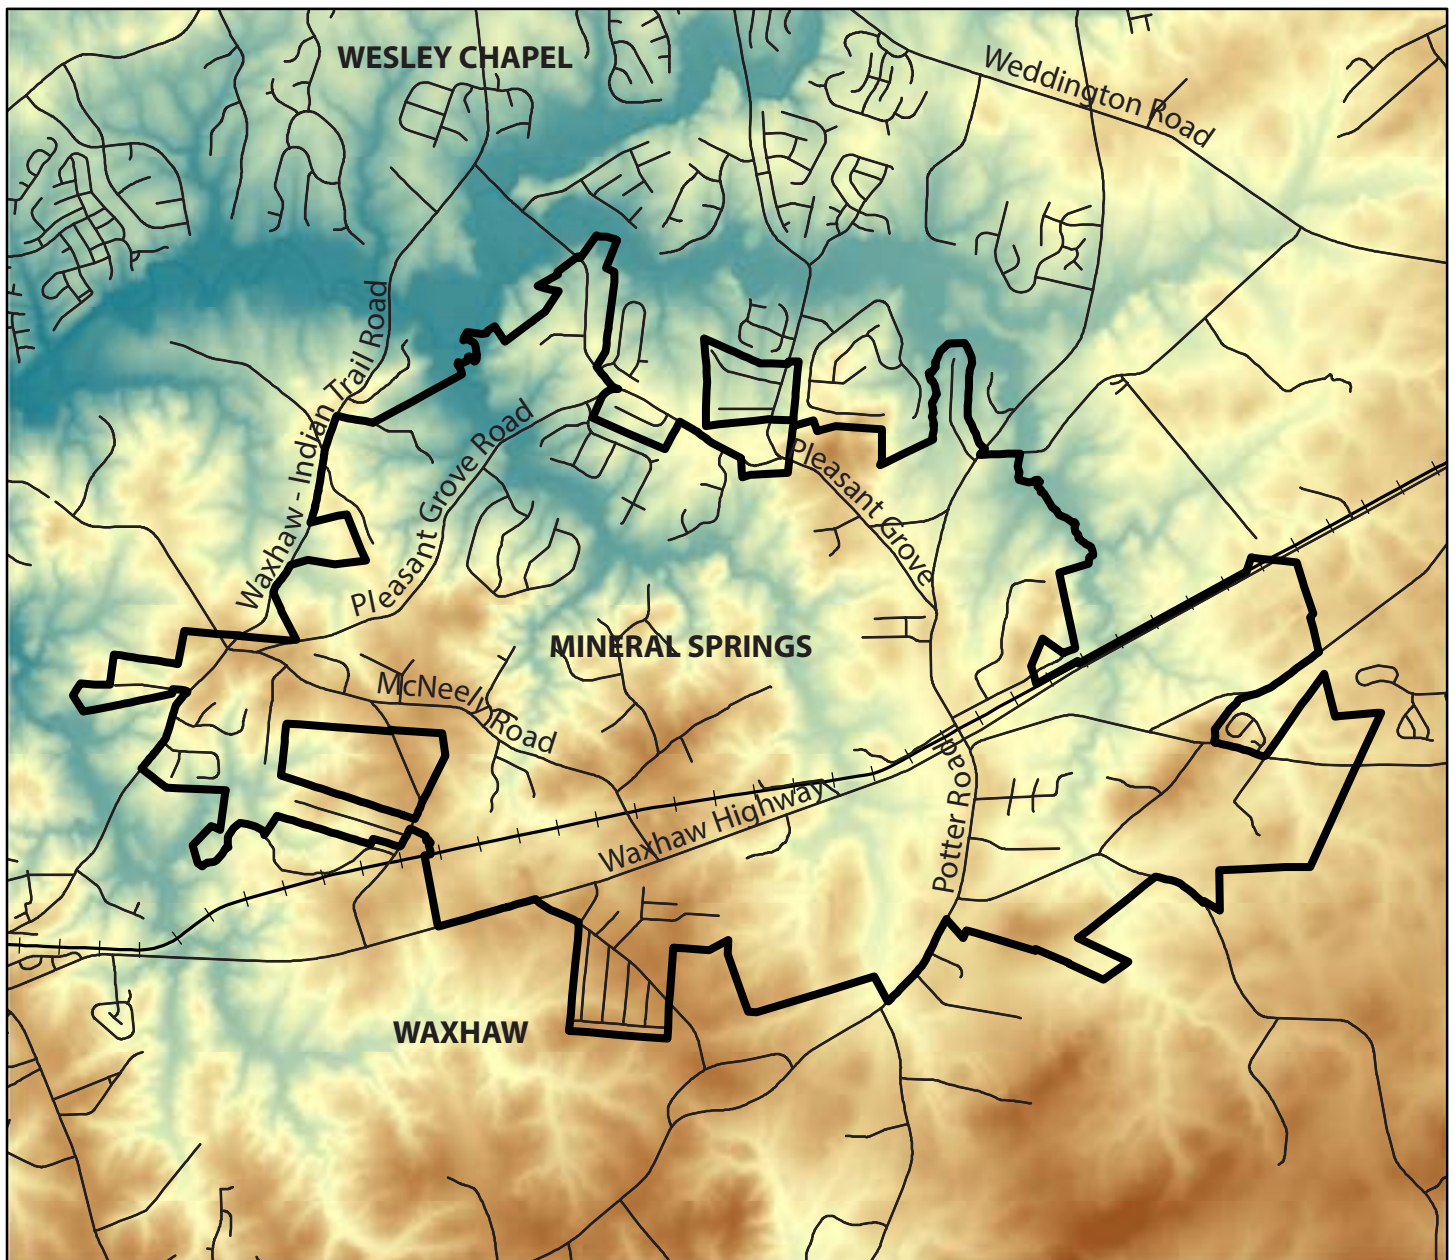 WESLEY CHAPEL
Weddington Road
Waxhaw - Indian Trail Road
Pleasant Grove Road
Pleasant Grove
MINERAL SPRINGS
McNeely Road
Waxhaw Highway
Potter Road
WAXHAW